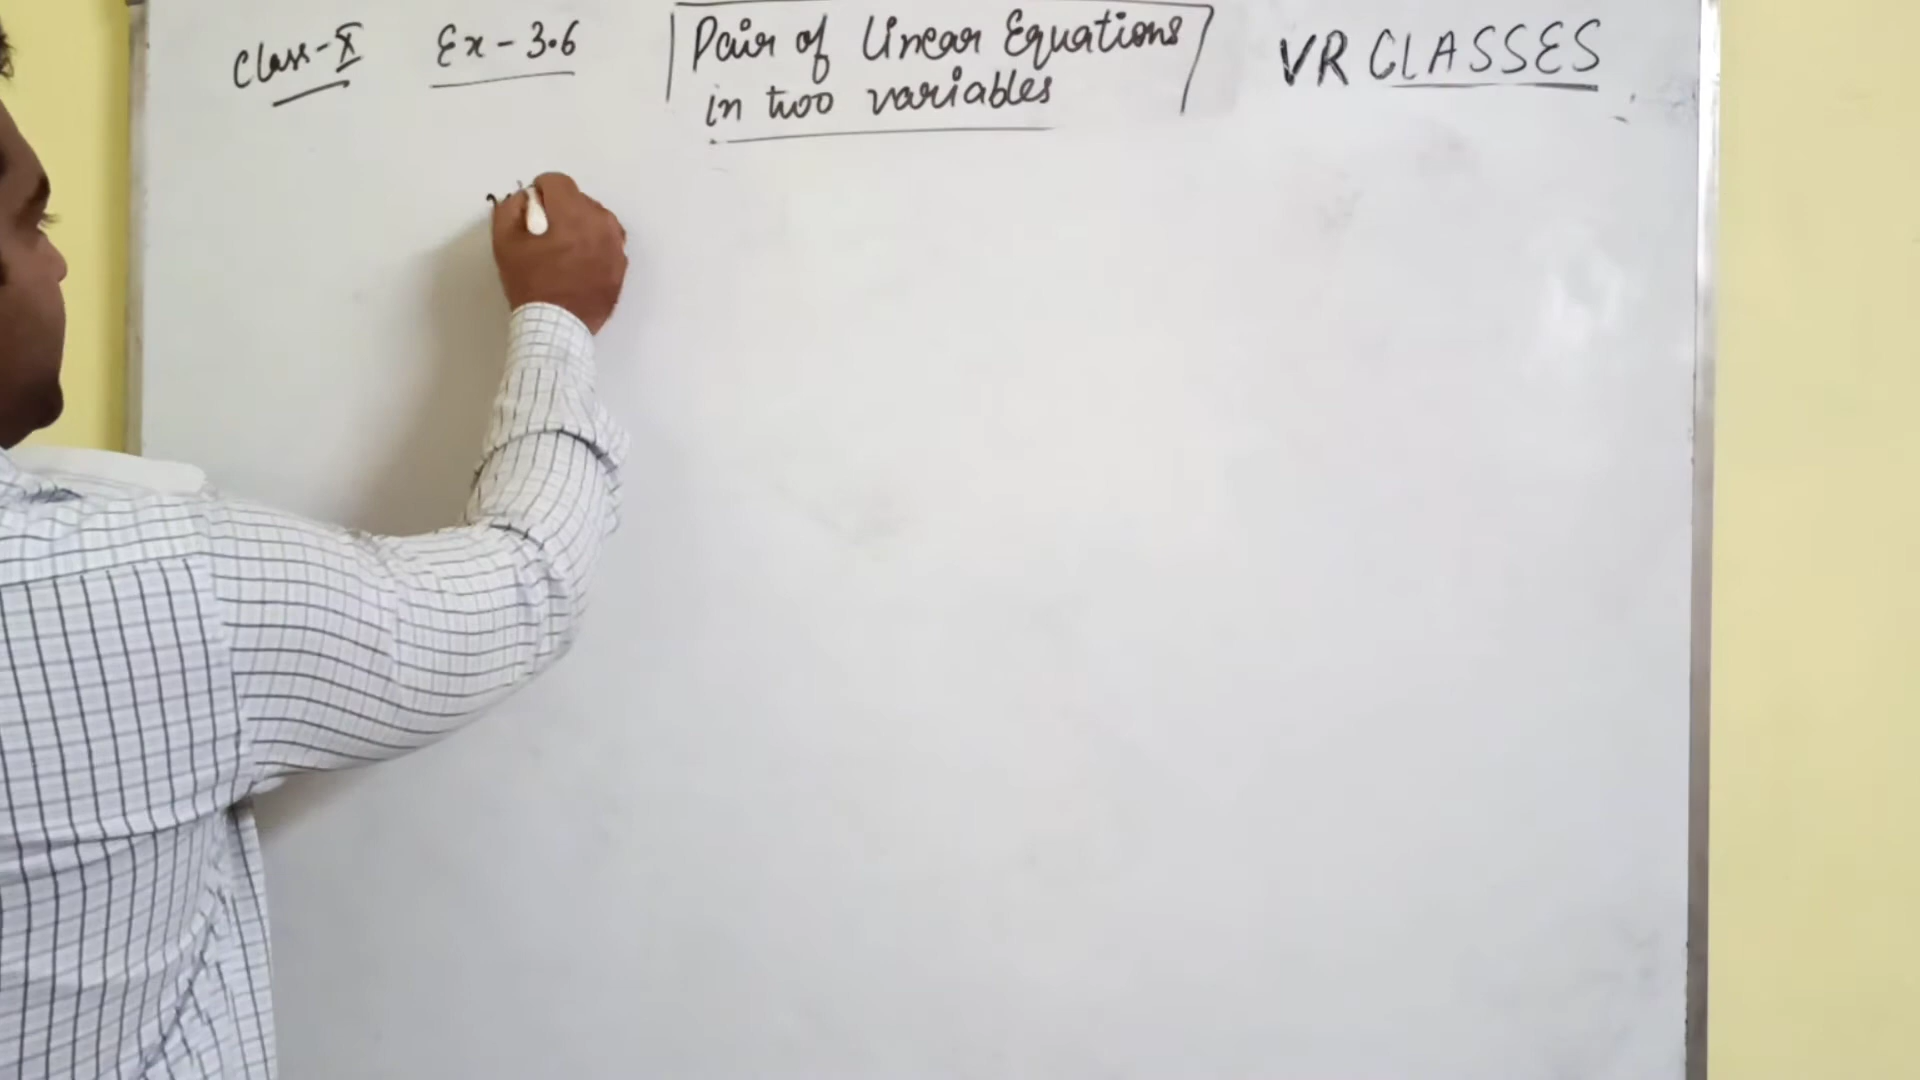 Class-X Ex-3.6 Pair of Linear Equations VR CLASSES
in two variables